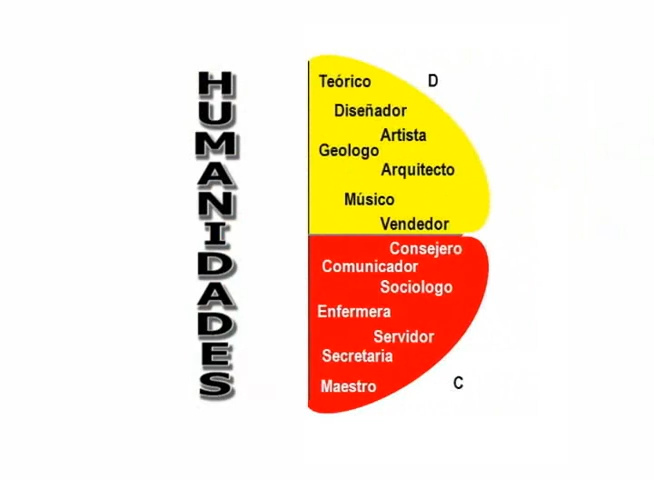 HUMANIDADES
Teórico
D
Diseñador
Artista
Geologo
Arquitecto
Músico
Vendedor
Consejero
Comunicador
Sociologo
Enfermera
Servidor
Secretaria
Maestro
C